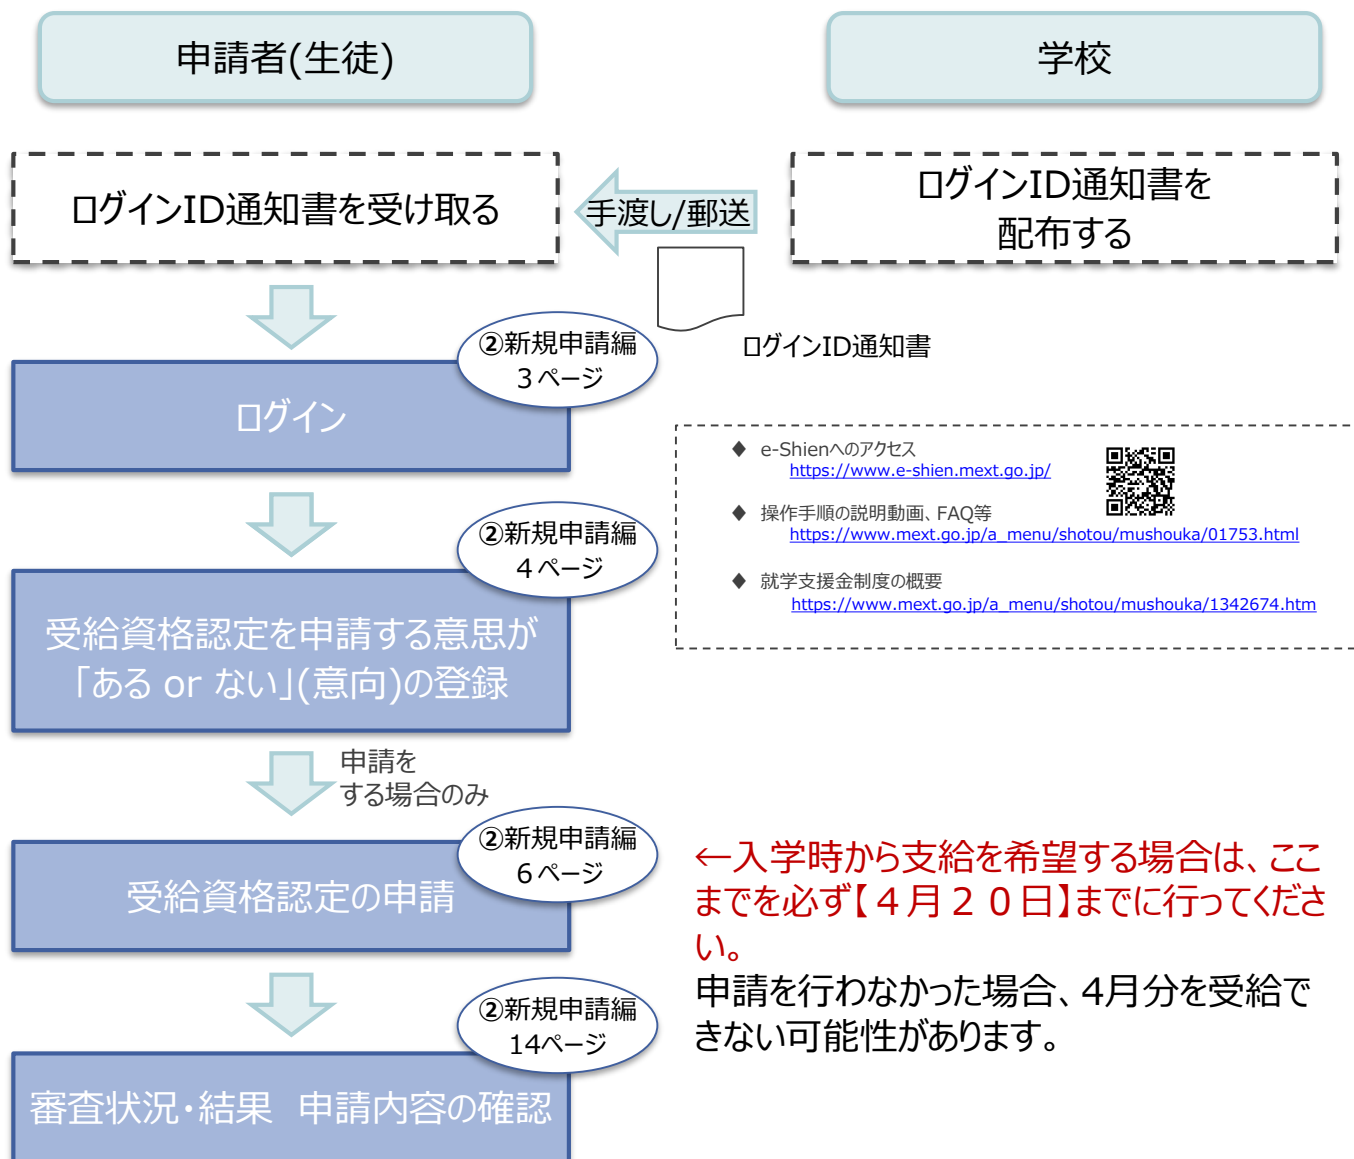 申請者(生徒)
学校
ログインID通知書を受け取る
手渡し/郵送
ログインID通知書を
配布する
ログインID通知書
②新規申請編
3ページ
ログイン
◆ e-Shienへのアクセス
https://www.e-shien.mext.go.jp/
◆ 操作手順の説明動画、FAQ等
https://www.mext.go.jp/a_menu/shotou/mushouka/01753.html
◆ 就学支援金制度の概要
https://www.mext.go.jp/a_menu/shotou/mushouka/1342674.htm
②新規申請編
4ページ
受給資格認定を申請する意思が
「ある or ない」(意向)の登録
申請を
する場合のみ
②新規申請編
6ページ
受給資格認定の申請
←入学時から支給を希望する場合は、ここ
までを必ず【4月20日】までに行ってくださ
い。
申請を行わなかった場合、4月分を受給で
きない可能性があります。
②新規申請編
14ページ
審査状況・結果　申請内容の確認